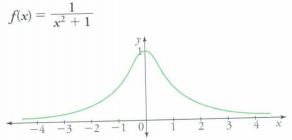 f(x) = 1 / (x² + 1)
y
1
-4 -3 -2 -1 0 1 2 3 4 x